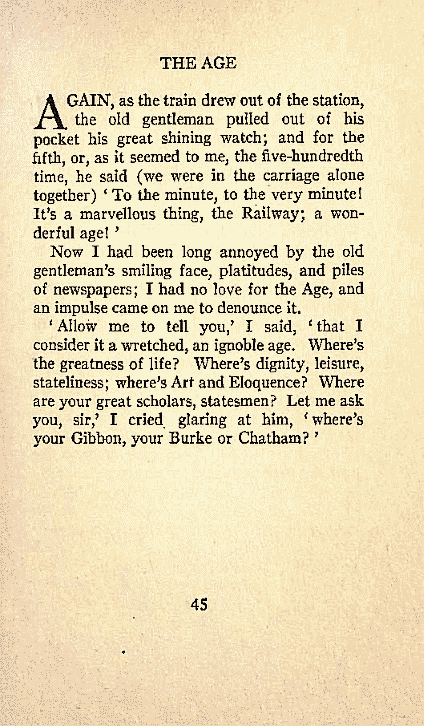 THE AGE
AGAIN, as the train drew out of the station,
the old gentleman pulled out of his
pocket his great shining watch; and for the
fifth, or, as it seemed to me, the five-hundredth
time, he said (we were in the carriage alone
together) ‘To the minute, to the very minute!
It's a marvellous thing, the Railway; a won-
derful age!’
Now I had been long annoyed by the old
gentleman's smiling face, platitudes, and piles
of newspapers; I had no love for the Age, and
an impulse came on me to denounce it.
‘Allow me to tell you,’ I said, ‘that I
consider it a wretched, an ignoble age. Where's
the greatness of life? Where's dignity, leisure,
stateliness; where's Art and Eloquence? Where
are your great scholars, statesmen? Let me ask
you, sir,’ I cried glaring at him, ‘where's
your Gibbon, your Burke or Chatham?’
45